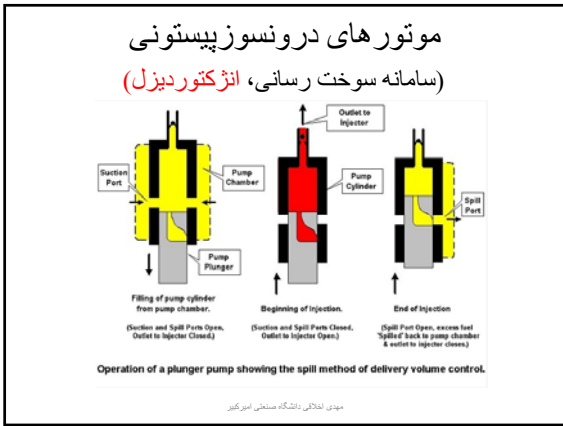 موتورهای درونسوزپیستونی
(سامانه سوخت رسانی، انژکتوردیزل)
Outlet to
Injector
Suction
Port
Pump
Chamber
Pump
Cylinder
Spill
Port
Pump
Plunger
Filling of pump cylinder
from pump chamber.
(Suction and Spill Ports Open,
Outlet to Injector Closed.)
Beginning of Injection.
(Suction and Spill Ports Closed,
Outlet to Injector Open.)
End of Injection
(Spill Port Open, excess fuel
'Spilled' back to pump chamber
& outlet to injector closes.)
Operation of a plunger pump showing the spill method of delivery volume control.
مهدی اخلاقی دانشگاه صنعتی امیرکبیر